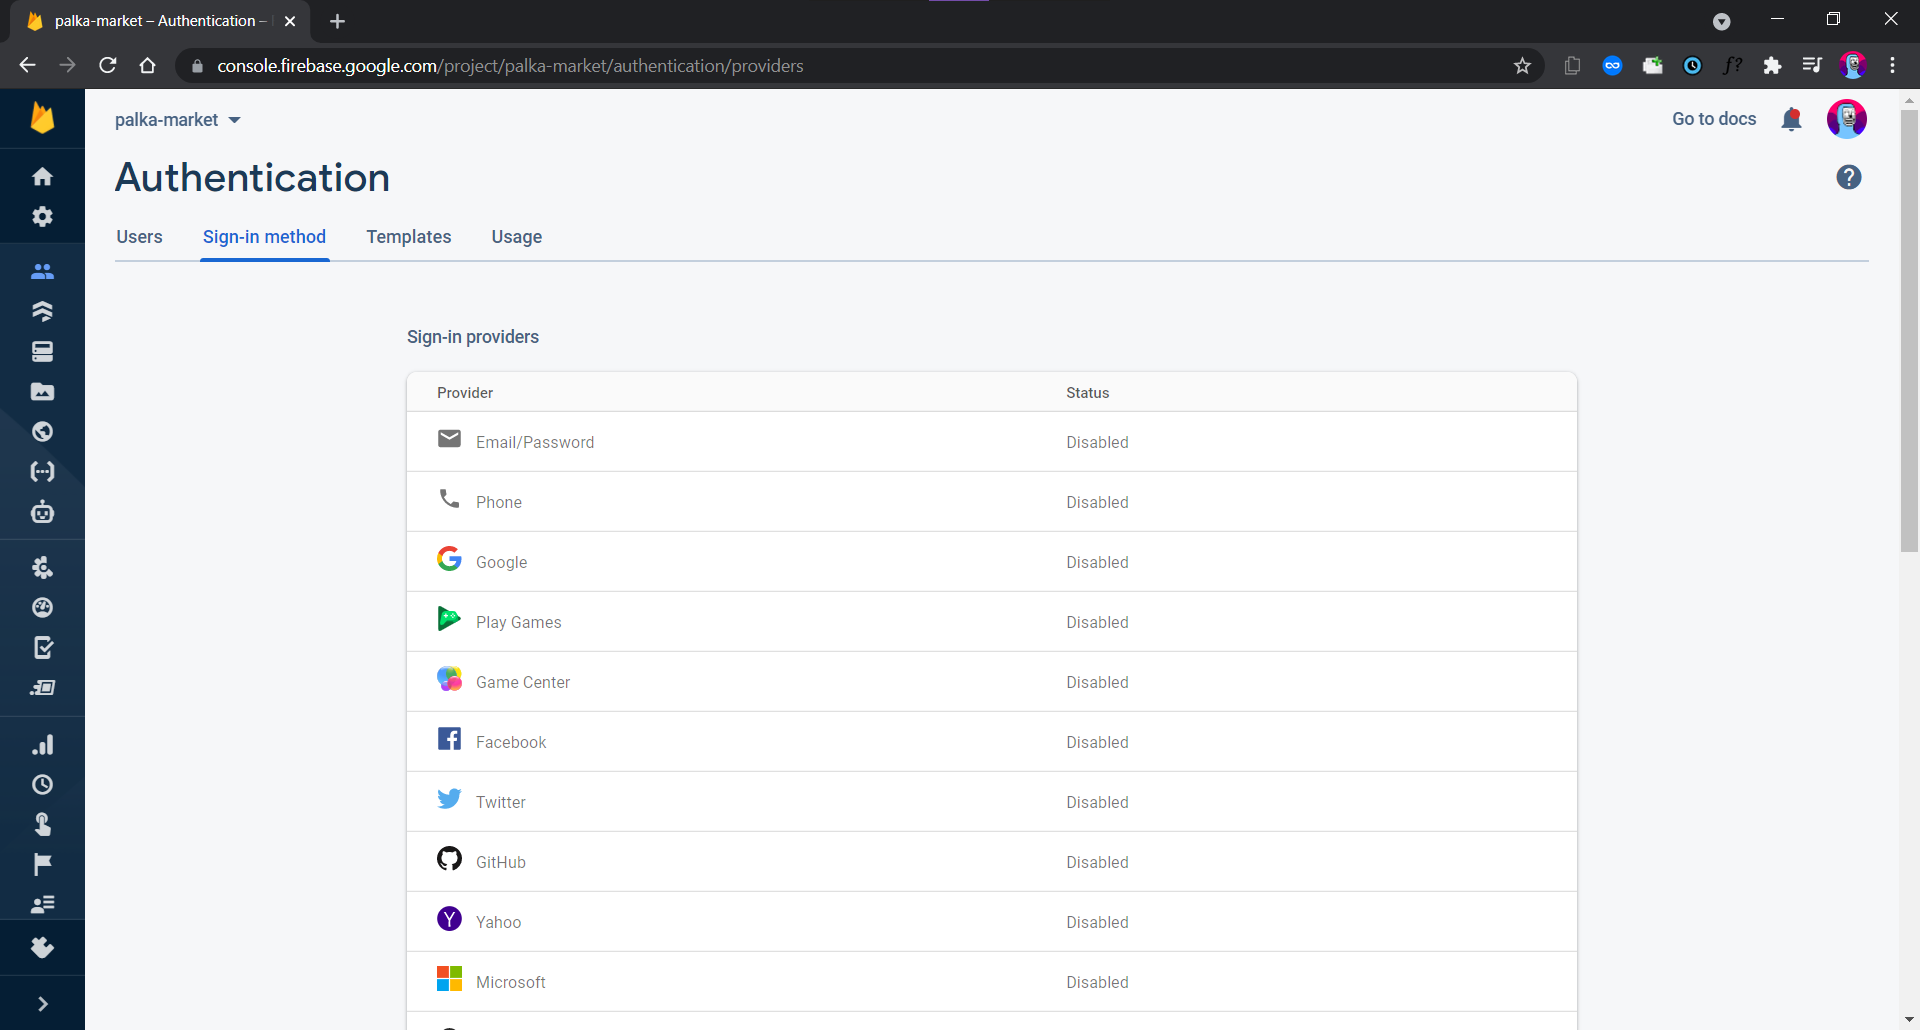 palka-market – Authentication –
console.firebase.google.com/project/palka-market/authentication/providers
f?
palka-market
Go to docs
Authentication
?
Users Sign-in method Templates Usage
Sign-in providers
Provider Status
Email/Password Disabled
Phone Disabled
Google Disabled
Play Games Disabled
Game Center Disabled
Facebook Disabled
Twitter Disabled
GitHub Disabled
Yahoo Disabled
Microsoft Disabled